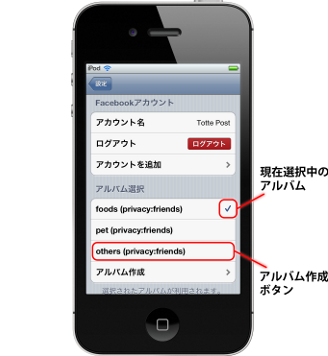 iPod
設定
Facebookアカウント
アカウント名 Totte Post
ログアウト ログアウト
アカウントを追加
アルバム選択
foods (privacy:friends)
pet (privacy:friends)
others (privacy:friends)
アルバム作成
選択されたアルバムが利用されます。
現在選択中の
アルバム
アルバム作成
ボタン